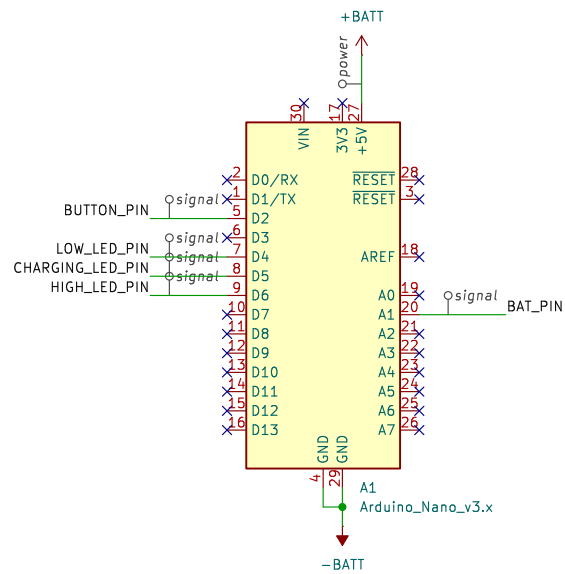 +BATT
power
30 17 27
VIN 3V3 +5V
2 D0/RX RESET 28
signal 1 D1/TX RESET 3
BUTTON_PIN 5 D2
signal 6 D3
LOW_LED_PIN 7 D4 AREF 18
signal
CHARGING_LED_PIN 8 D5
signal
HIGH_LED_PIN 9 D6 A0 19 signal
10 D7 A1 20 BAT_PIN
11 D8 A2 21
12 D9 A3 22
13 D10 A4 23
14 D11 A5 24
15 D12 A6 25
16 D13 A7 26
GND GND
4 29
A1
Arduino_Nano_v3.x
-BATT